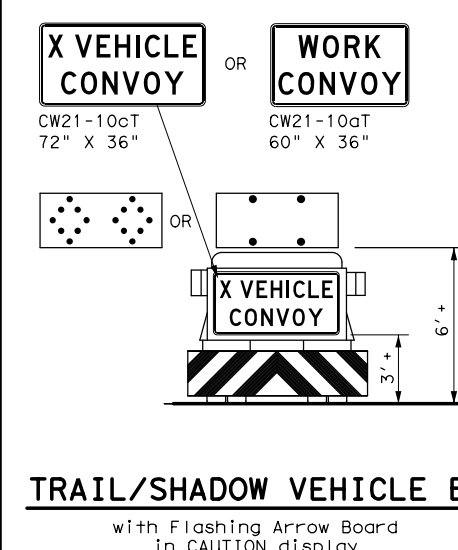 X VEHICLE
CONVOY
OR
WORK
CONVOY
CW21-10cT
72" X 36"
CW21-10aT
60" X 36"
OR
X VEHICLE
CONVOY
6'+
3'+
TRAIL/SHADOW VEHICLE B
with Flashing Arrow Board
in CAUTION display